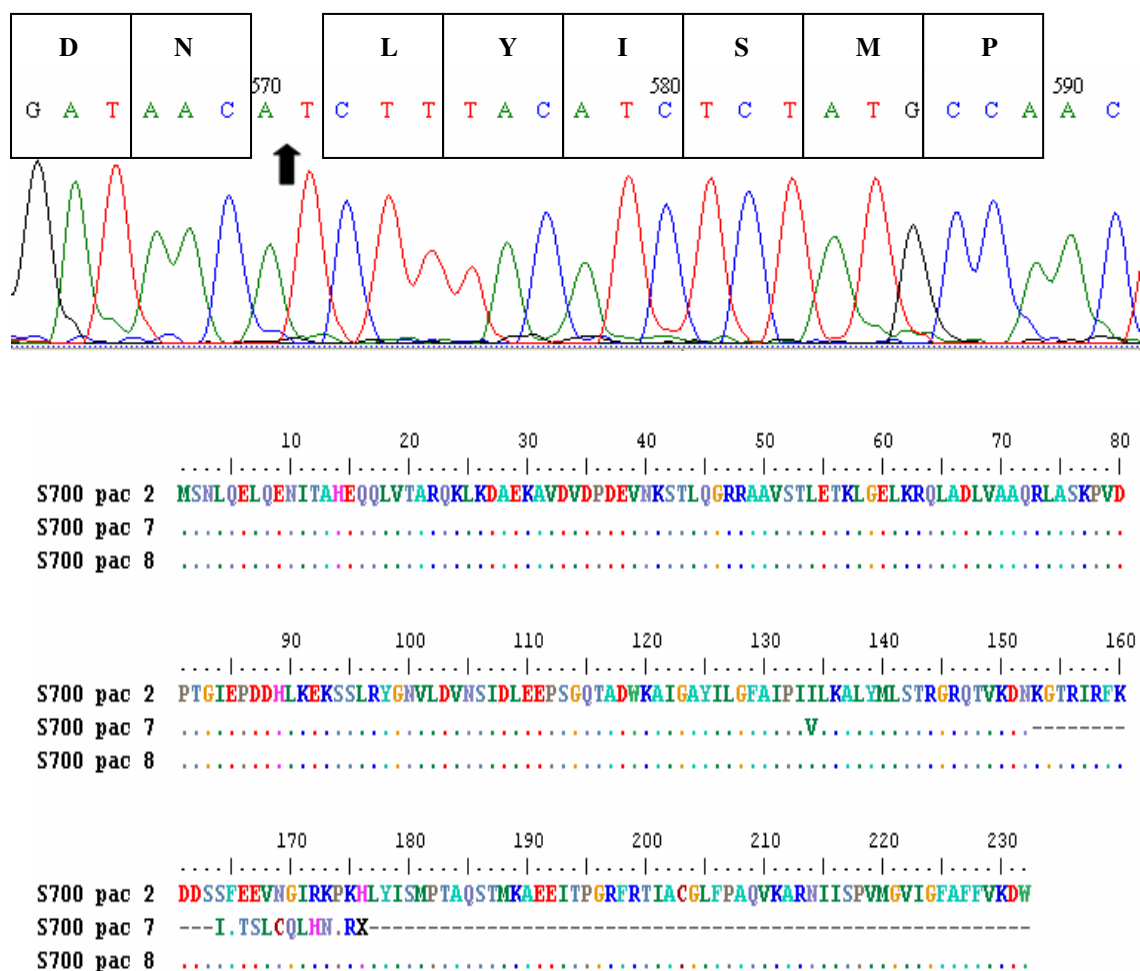 D N L Y I S M P
570 580 590
G A T A A C A T C T T T A C A T C T C T A T G C C A A C
10 20 30 40 50 60 70 80
S700 pac 2 MSNLQELQENITAHEQQLVTARQKLKDAEKAVDVDPDEVNKSTLQGRRAAVSTLETKLGELKRQLADLVAAQRLASKPVD
S700 pac 7 ................................................................................
S700 pac 8 ................................................................................
90 100 110 120 130 140 150 160
S700 pac 2 PTGIEPDDHLKEKSSLRYGNVLDVNSIDLEEPSGQTADWKAIGAYILGFAIPIILKALYMLSTRGRQTVKDNKGTRIRFK
S700 pac 7 .....................................................V..................--------
S700 pac 8 ................................................................................
170 180 190 200 210 220 230
S700 pac 2 DDSSFEEVNGIRKPKHLYISMPTAQSTMKAEEITPGRFRTIACGLFPAQVKARNIISPVMGVIGFAFFVKDW
S700 pac 7 ---I.TSLCQLHN.RX--------------------------------------------------------
S700 pac 8 ........................................................................